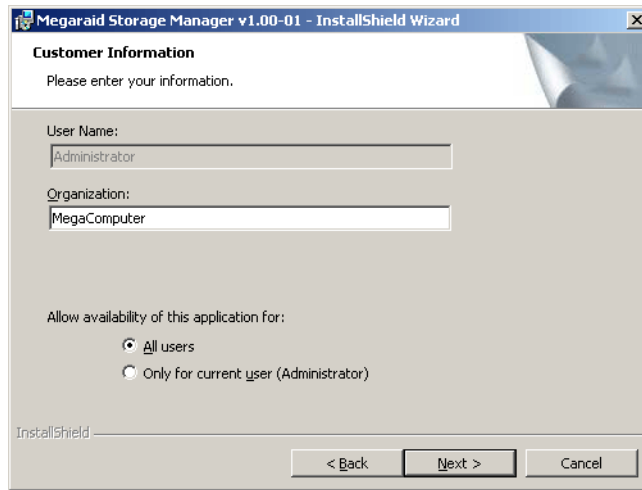 Megaraid Storage Manager v1.00-01 - InstallShield Wizard
Customer Information
Please enter your information.
User Name:
Administrator
Organization:
MegaComputer
Allow availability of this application for:
All users
Only for current user (Administrator)
InstallShield
< Back Next > Cancel